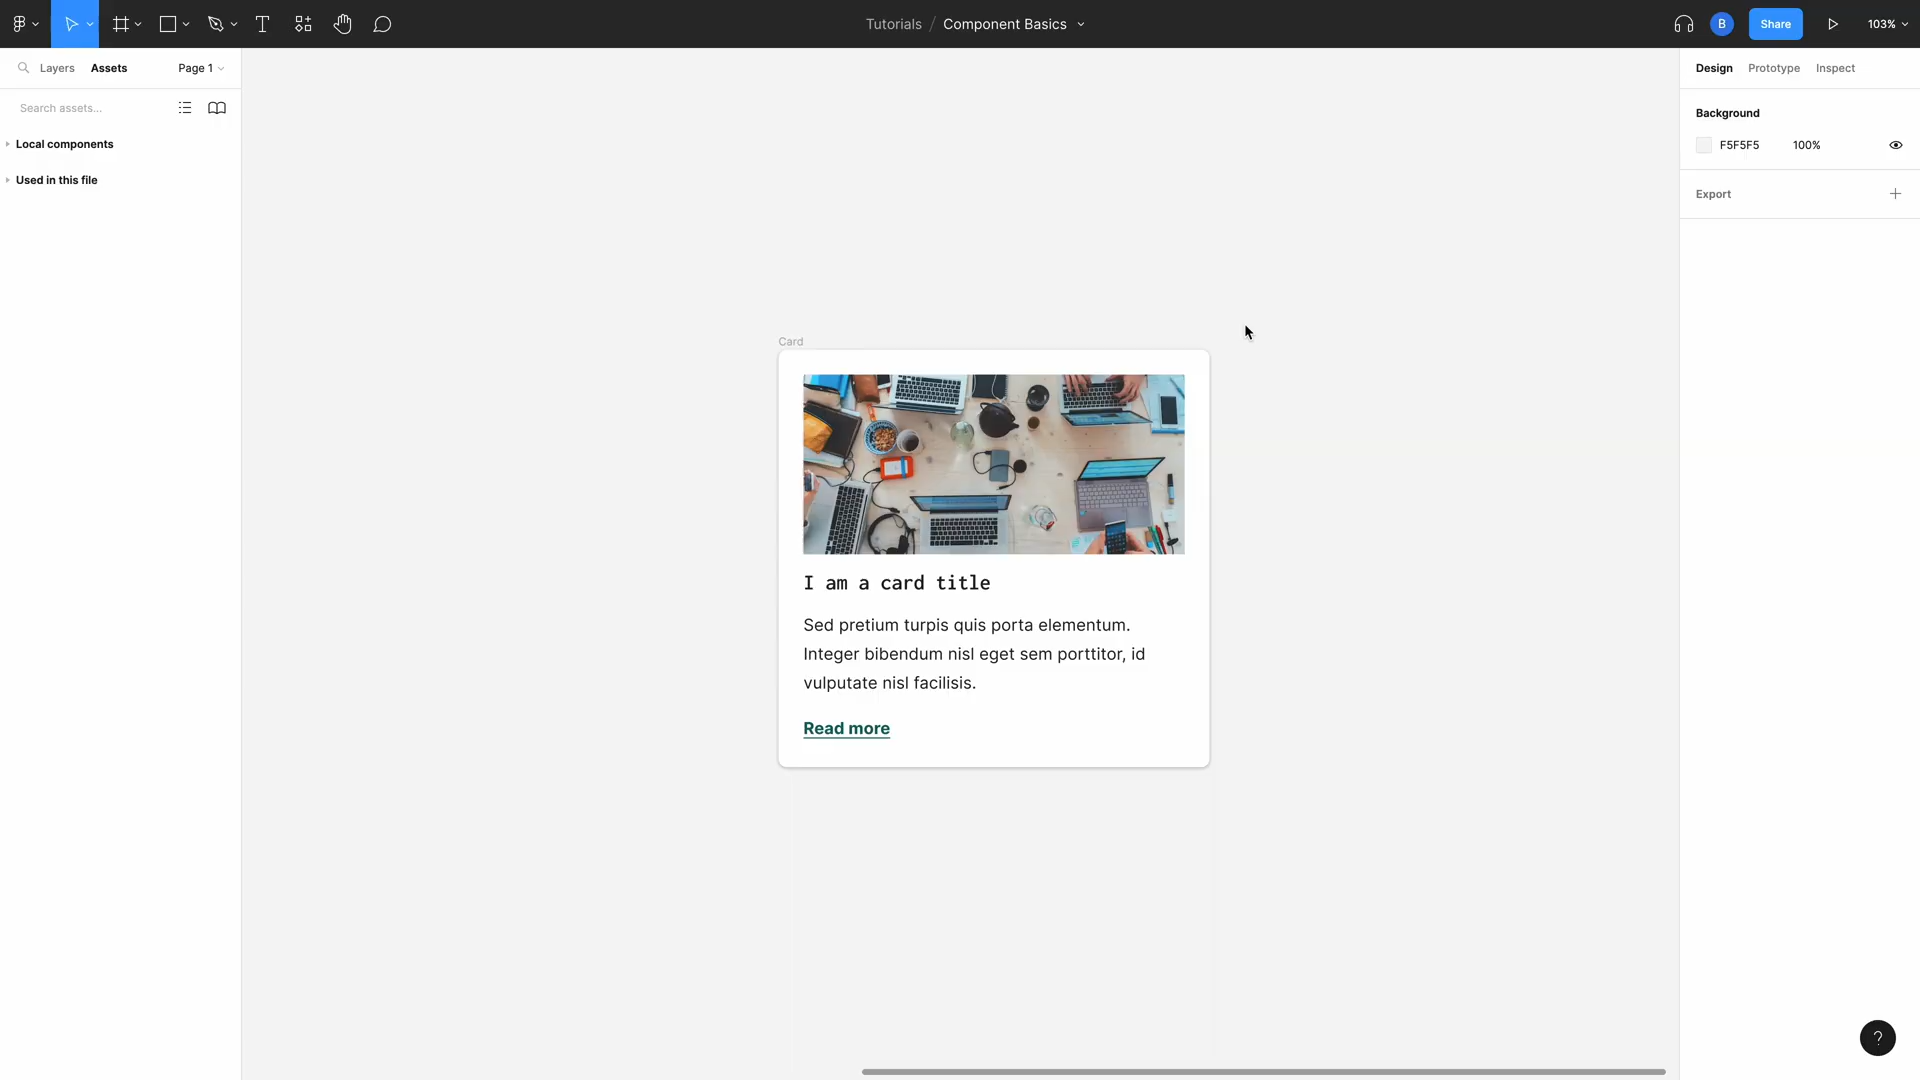 Tutorials / Component Basics
B
Share
103%
Layers
Assets
Page 1
Search assets...
Local components
Used in this file
Card
I am a card title
Sed pretium turpis quis porta elementum.
Integer bibendum nisl eget sem porttitor, id
vulputate nisl facilisis.
Read more
Design
Prototype
Inspect
Background
F5F5F5
100%
Export
?